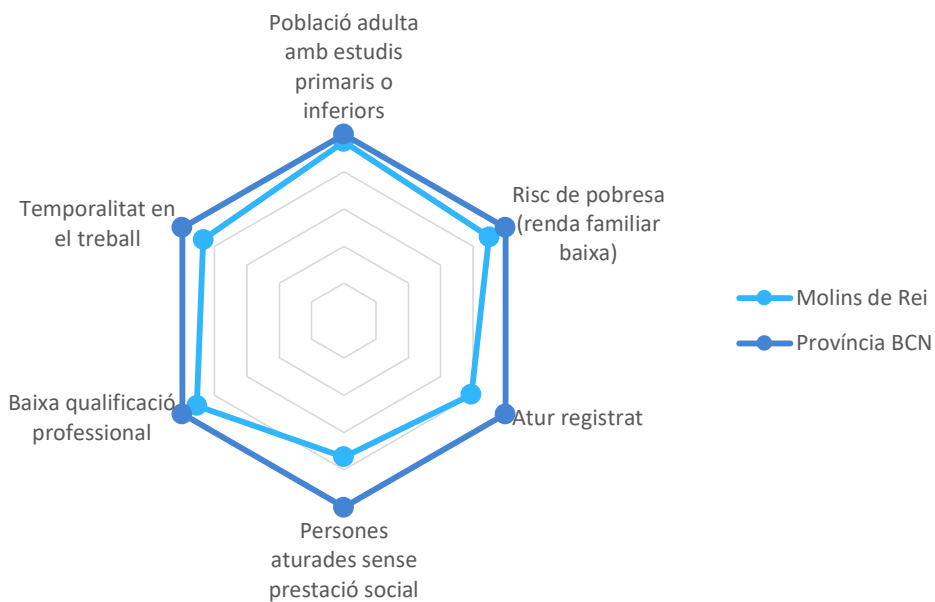 Població adulta
amb estudis
primaris o
inferiors
Risc de pobresa
(renda familiar
baixa)
Atur registrat
Persones
aturades sense
prestació social
Baixa qualificació
professional
Temporalitat en
el treball
Molins de Rei
Província BCN